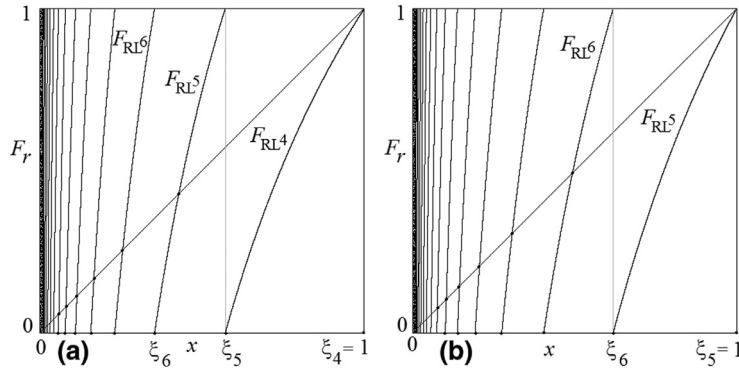 1
F_RL^6
F_RL^5
F_RL^4
F_r
0
0 (a) ξ_6 x ξ_5 ξ_4 = 1
1
F_RL^6
F_RL^5
F_r
0
0 (b) x ξ_6 ξ_5 = 1